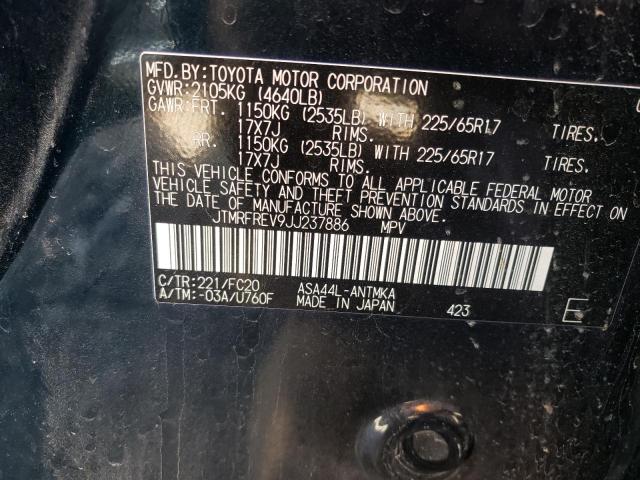 MFD.BY:TOYOTA MOTOR CORPORATION
GVWR:2105KG (4640LB)
GAWR:FRT. 1150KG (2535LB) WITH 225/65R17 TIRES.
17X7J RIMS.
RR. 1150KG (2535LB) WITH 225/65R17 TIRES.
17X7J RIMS.
THIS VEHICLE CONFORMS TO ALL APPLICABLE FEDERAL MOTOR
VEHICLE SAFETY AND THEFT PREVENTION STANDARDS IN EFFECT ON
THE DATE OF MANUFACTURE SHOWN ABOVE.
JTMRFREV9JJ237886 MPV
C/TR:221/FC20 ASA44L-ANTMKA
A/TM:-03A/U760F MADE IN JAPAN 423 E